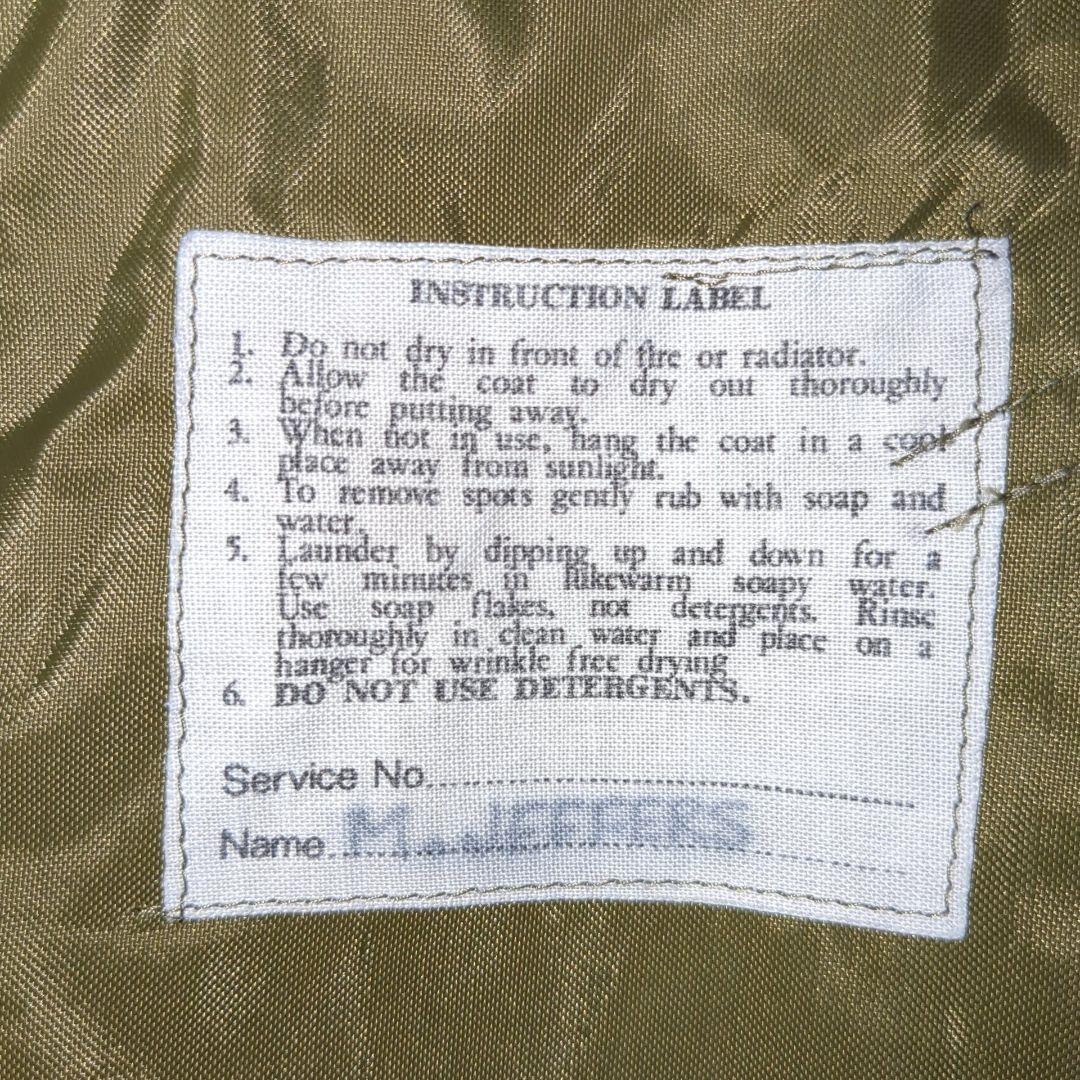 INSTRUCTION LABEL
1. Do not dry in front of fire or radiator.
2. Allow the coat to dry out thoroughly
before putting away.
3. When not in use, hang the coat in a cool
place away from sunlight.
4. To remove spots gently rub with soap and
water.
5. Launder by dipping up and down for a
few minutes in lukewarm soapy water.
Use soap flakes, not detergents. Rinse
thoroughly in clean water and place on a
hanger for wrinkle free drying
6. DO NOT USE DETERGENTS.
Service No..............................
Name M. JEFFERS